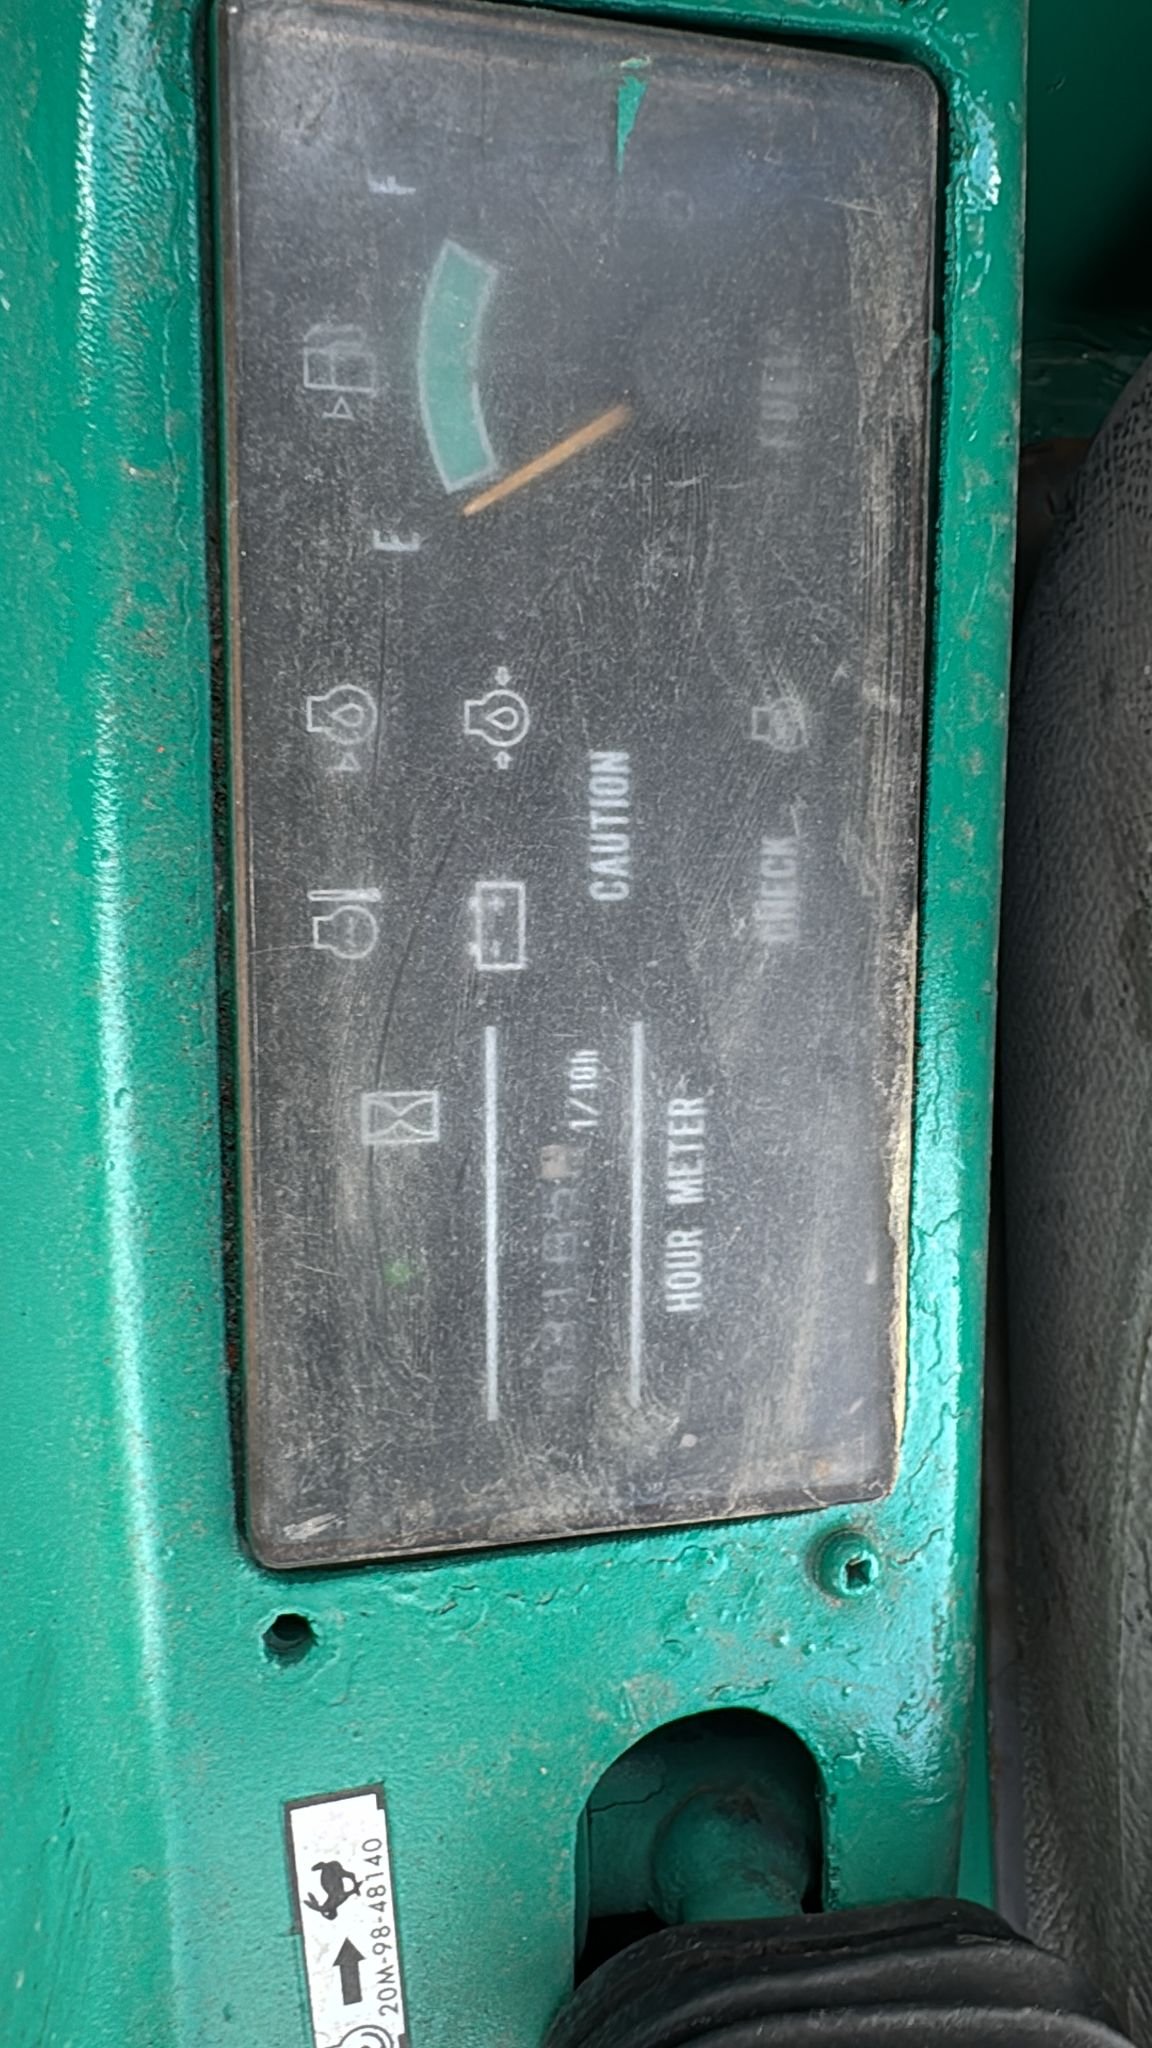 F
E
CAUTION
CHECK
1/10h
HOUR METER
20M-98-48140